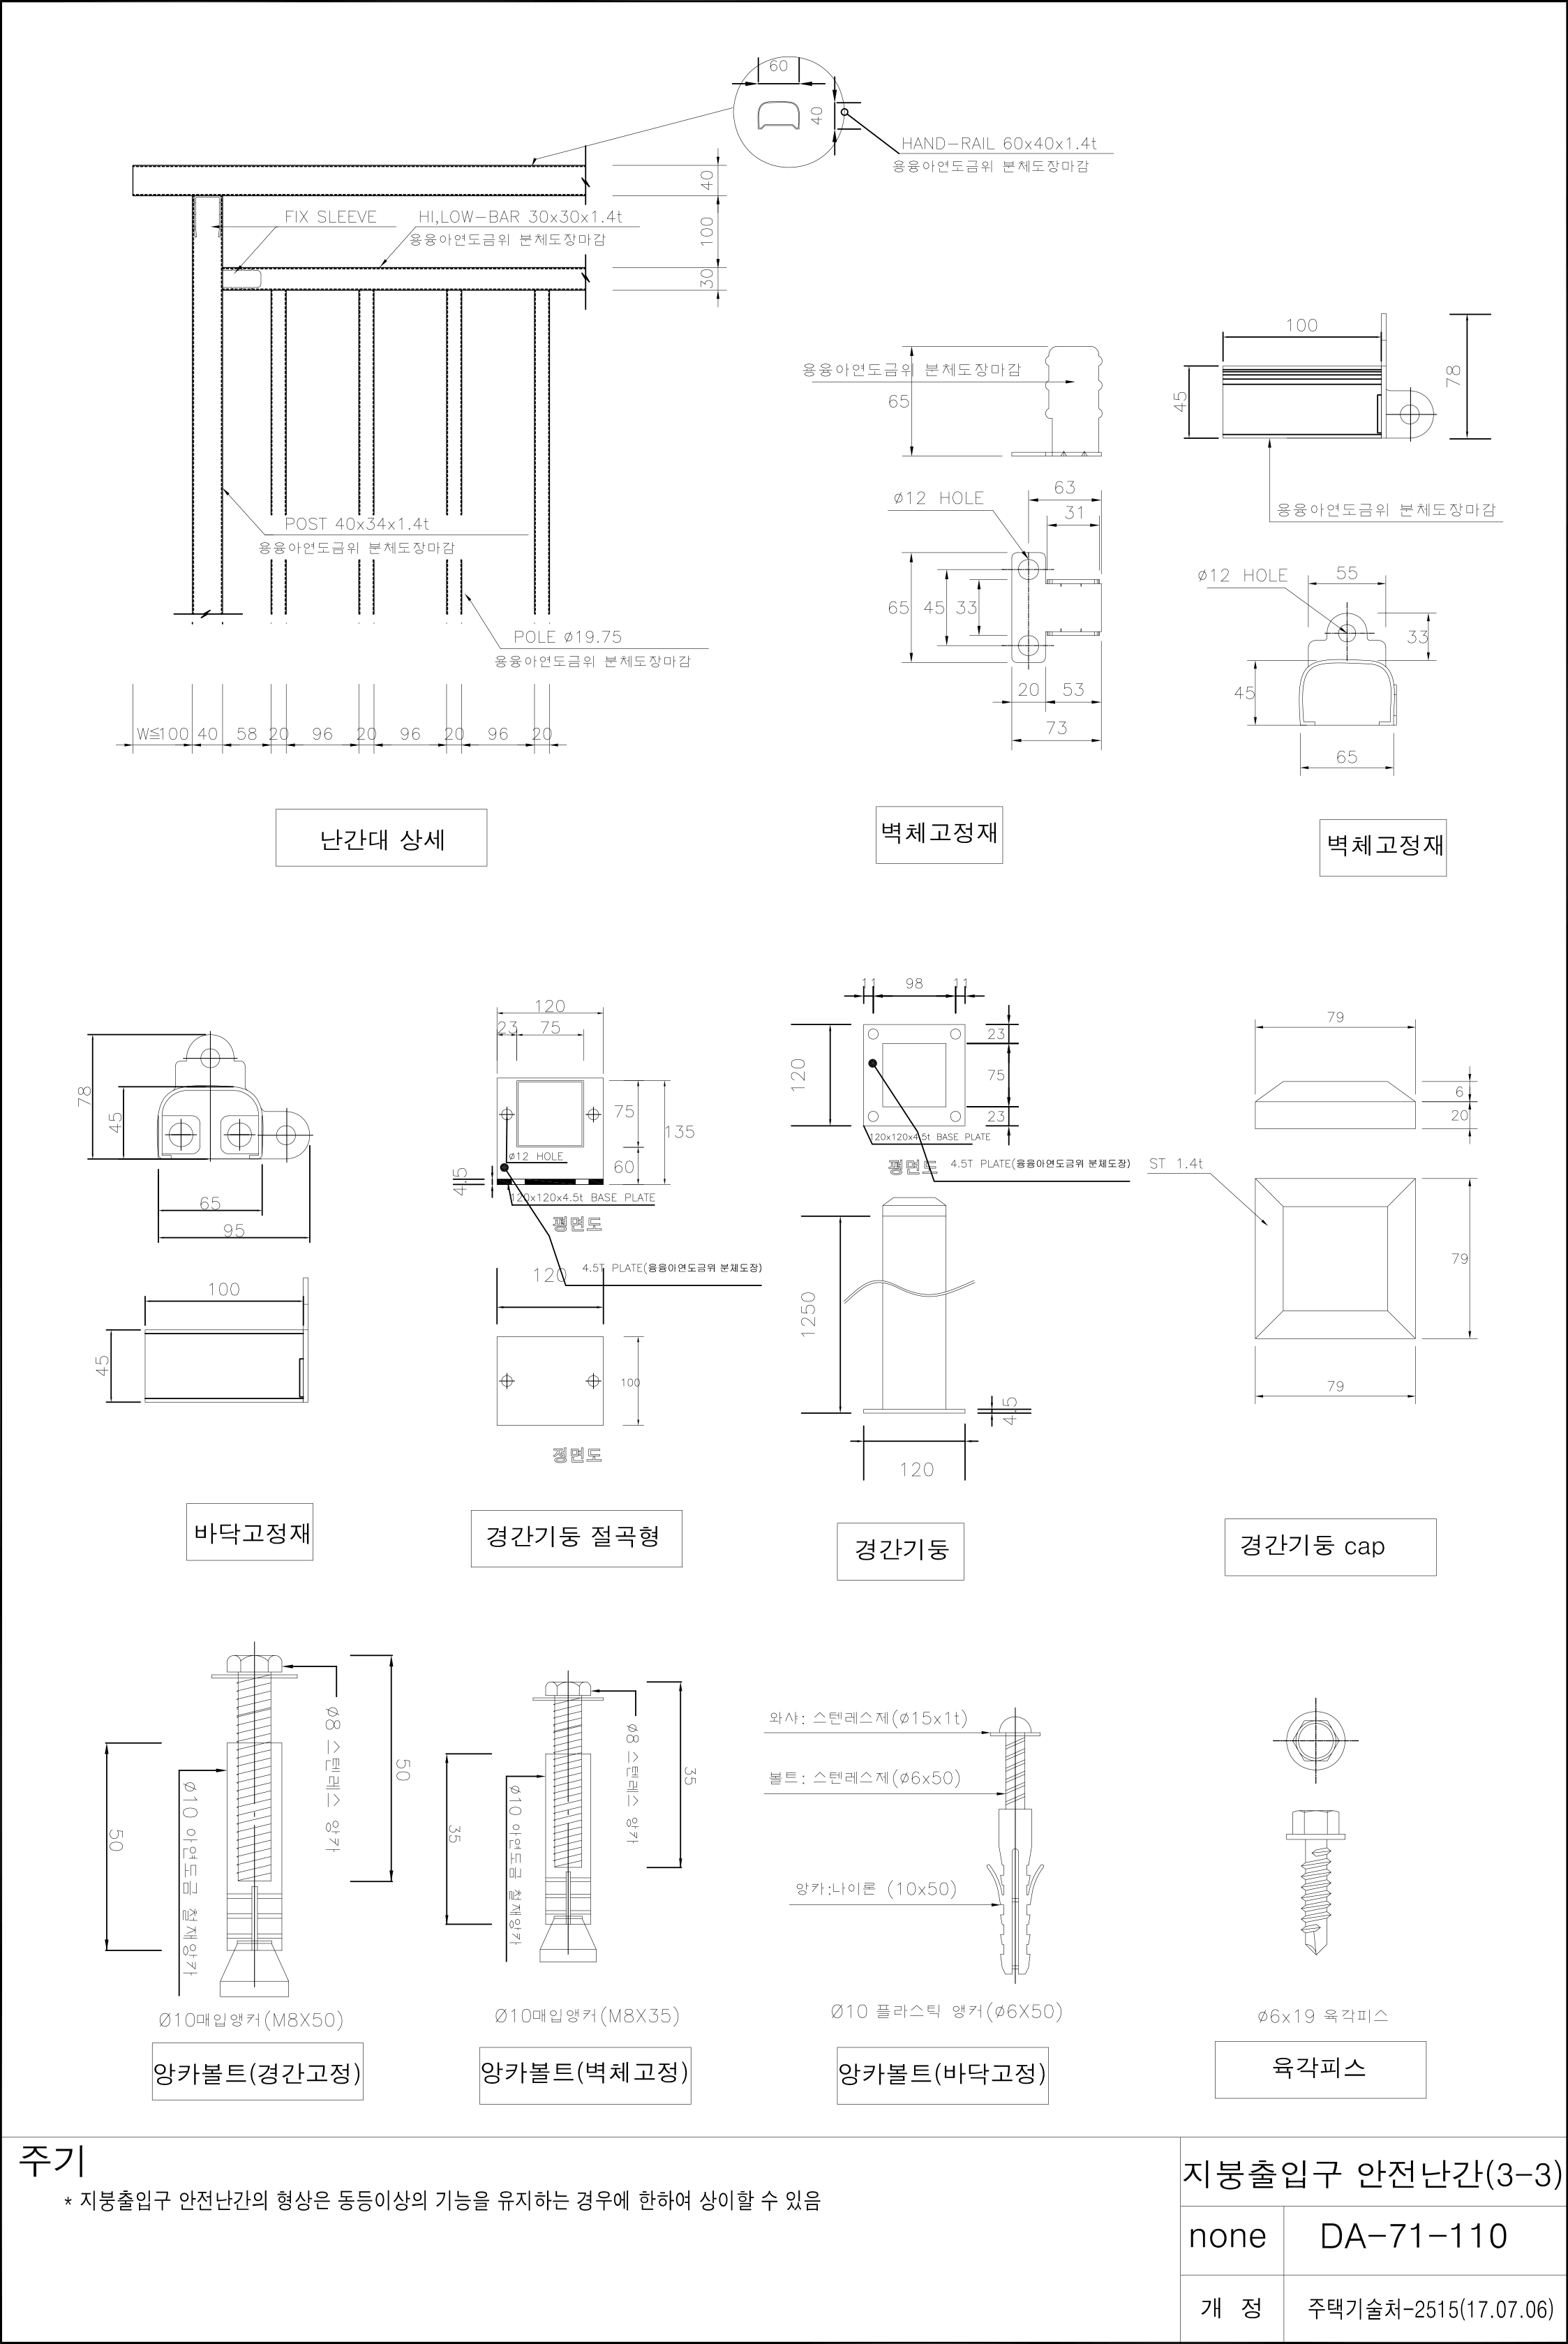 60
40
HAND-RAIL 60x40x1.4t
용융아연도금위 분체도장마감
40
FIX SLEEVE
HI,LOW-BAR 30x30x1.4t
용융아연도금위 분체도장마감
100
30
POST 40x34x1.4t
용융아연도금위 분체도장마감
POLE ø19.75
용융아연도금위 분체도장마감
W≦100 40 58 20 96 20 96 20 96 20
난간대 상세
용융아연도금위 분체도장마감
65
ø12 HOLE
63
31
65 45 33
20 53
73
벽체고정재
100
78
45
용융아연도금위 분체도장마감
ø12 HOLE
55
33
45
65
벽체고정재
78
45
65
95
100
45
바닥고정재
120
23 75
75
135
60
ø12 HOLE
4.5
120x120x4.5t BASE PLATE
평면도
4.5T PLATE(용융아연도금위 분체도장)
120
100
평면도
경간기둥 절곡형
11 98 11
23
120
75
23
120x120x4.5t BASE PLATE
평면도
4.5T PLATE(용융아연도금위 분체도장)
1250
4.5
120
경간기둥
79
6
20
ST 1.4t
79
79
경간기둥 cap
ø8 스텐레스 앙카
50
50
ø10 아연도금 철재앙카
Ø10매입앵커(M8X50)
앙카볼트(경간고정)
ø8 스텐레스 앙카
35
35
ø10 아연도금 철재앙카
Ø10매입앵커(M8X35)
앙카볼트(벽체고정)
와샤: 스텐레스제(ø15x1t)
볼트: 스텐레스제(ø6x50)
앙카:나이론 (10x50)
Ø10 플라스틱 앵커(ø6X50)
앙카볼트(바닥고정)
ø6x19 육각피스
육각피스
주기
* 지붕출입구 안전난간의 형상은 동등이상의 기능을 유지하는 경우에 한하여 상이할 수 있음
지붕출입구 안전난간(3-3)
none DA-71-110
개 정 주택기술처-2515(17.07.06)